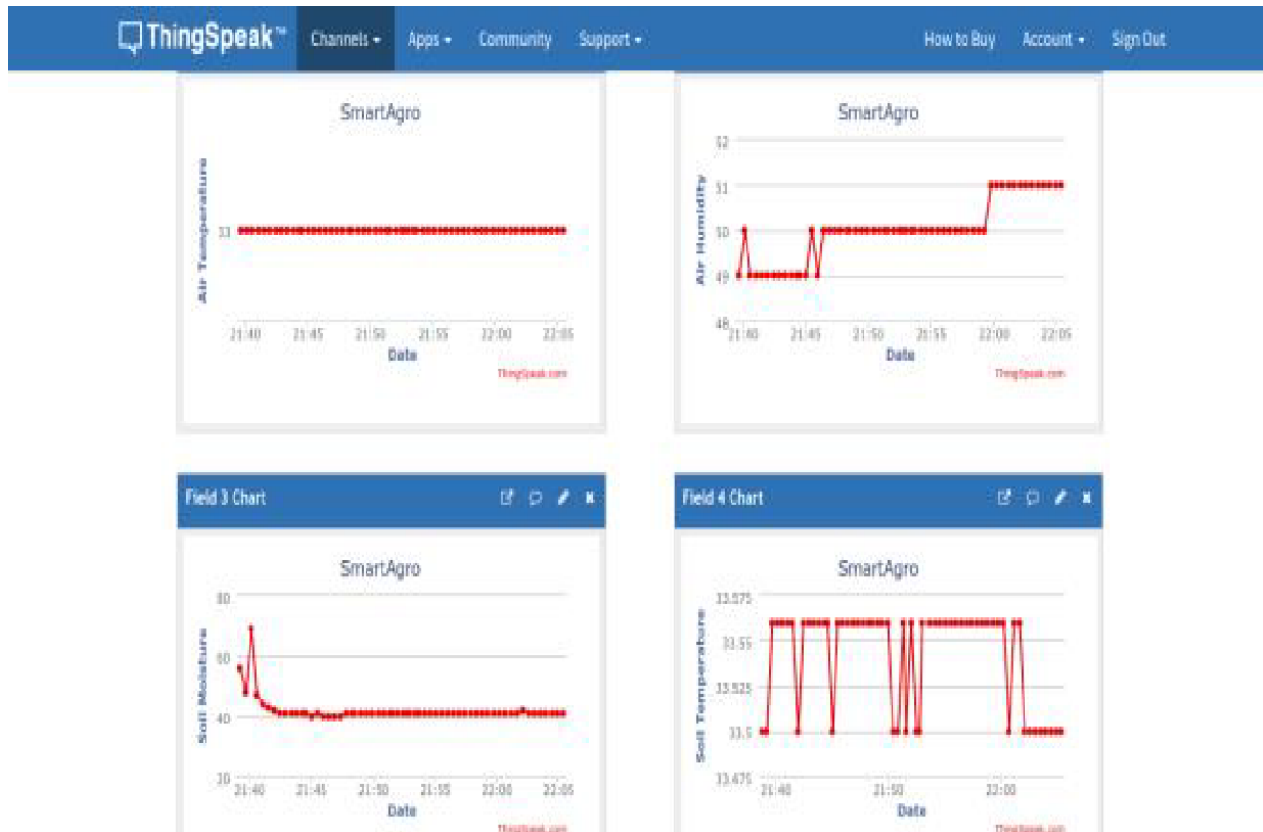 ThingSpeak™ Channels Apps Community Support How to Buy Account Sign Out
SmartAgro
Air Temperature
33
21:40 21:45 21:50 21:55 22:00 22:05
Date
ThingSpeak.com
SmartAgro
Air Humidity
52
51
50
49
48
21:40 21:45 21:50 21:55 22:00 22:05
Date
ThingSpeak.com
Field 3 Chart
SmartAgro
Soil Moisture
80
60
40
20
21:40 21:45 21:50 21:55 22:00 22:05
Date
ThingSpeak.com
Field 4 Chart
SmartAgro
Soil Temperature
33.575
33.55
33.525
33.5
33.475
21:40 21:50 22:00
Date
ThingSpeak.com